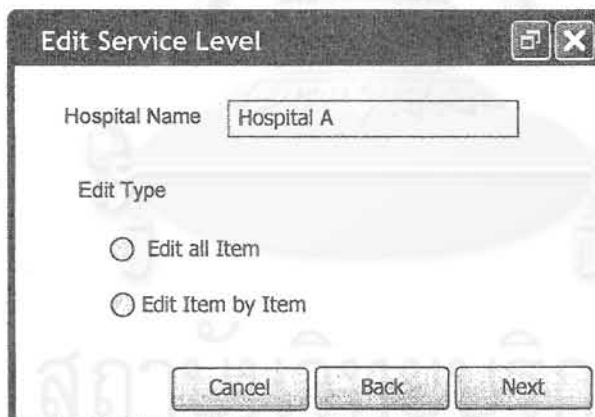 Edit Service Level
Hospital Name Hospital A
Edit Type
Edit all Item
Edit Item by Item
Cancel Back Next